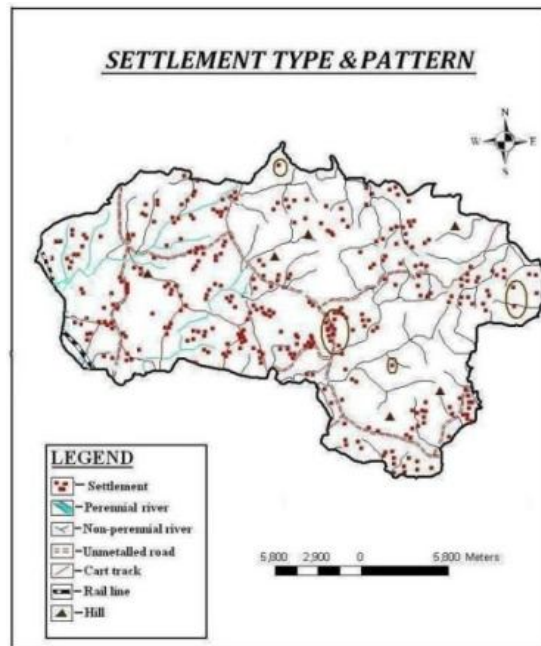 SETTLEMENT TYPE & PATTERN
N
W E
S
LEGEND
Settlement
Perennial river
Non-perennial river
Unmetalled road
Cart track
Rail line
Hill
5,800 2,900 0 5,800 Meters